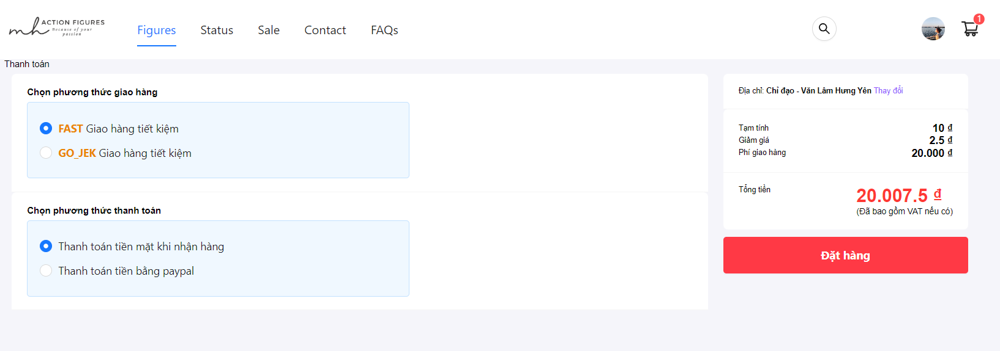 mh ACTION FIGURES
Because of your
passion
Figures Status Sale Contact FAQs
1
Thanh toán
Chọn phương thức giao hàng
FAST Giao hàng tiết kiệm
GO_JEK Giao hàng tiết kiệm
Chọn phương thức thanh toán
Thanh toán tiền mặt khi nhận hàng
Thanh toán tiền bằng paypal
Địa chỉ: Chỉ đạo - Văn Lâm Hưng Yên Thay đổi
Tạm tính 10 ₫
Giảm giá 2.5 ₫
Phí giao hàng 20.000 ₫
Tổng tiền 20.007.5 ₫
(Đã bao gồm VAT nếu có)
Đặt hàng